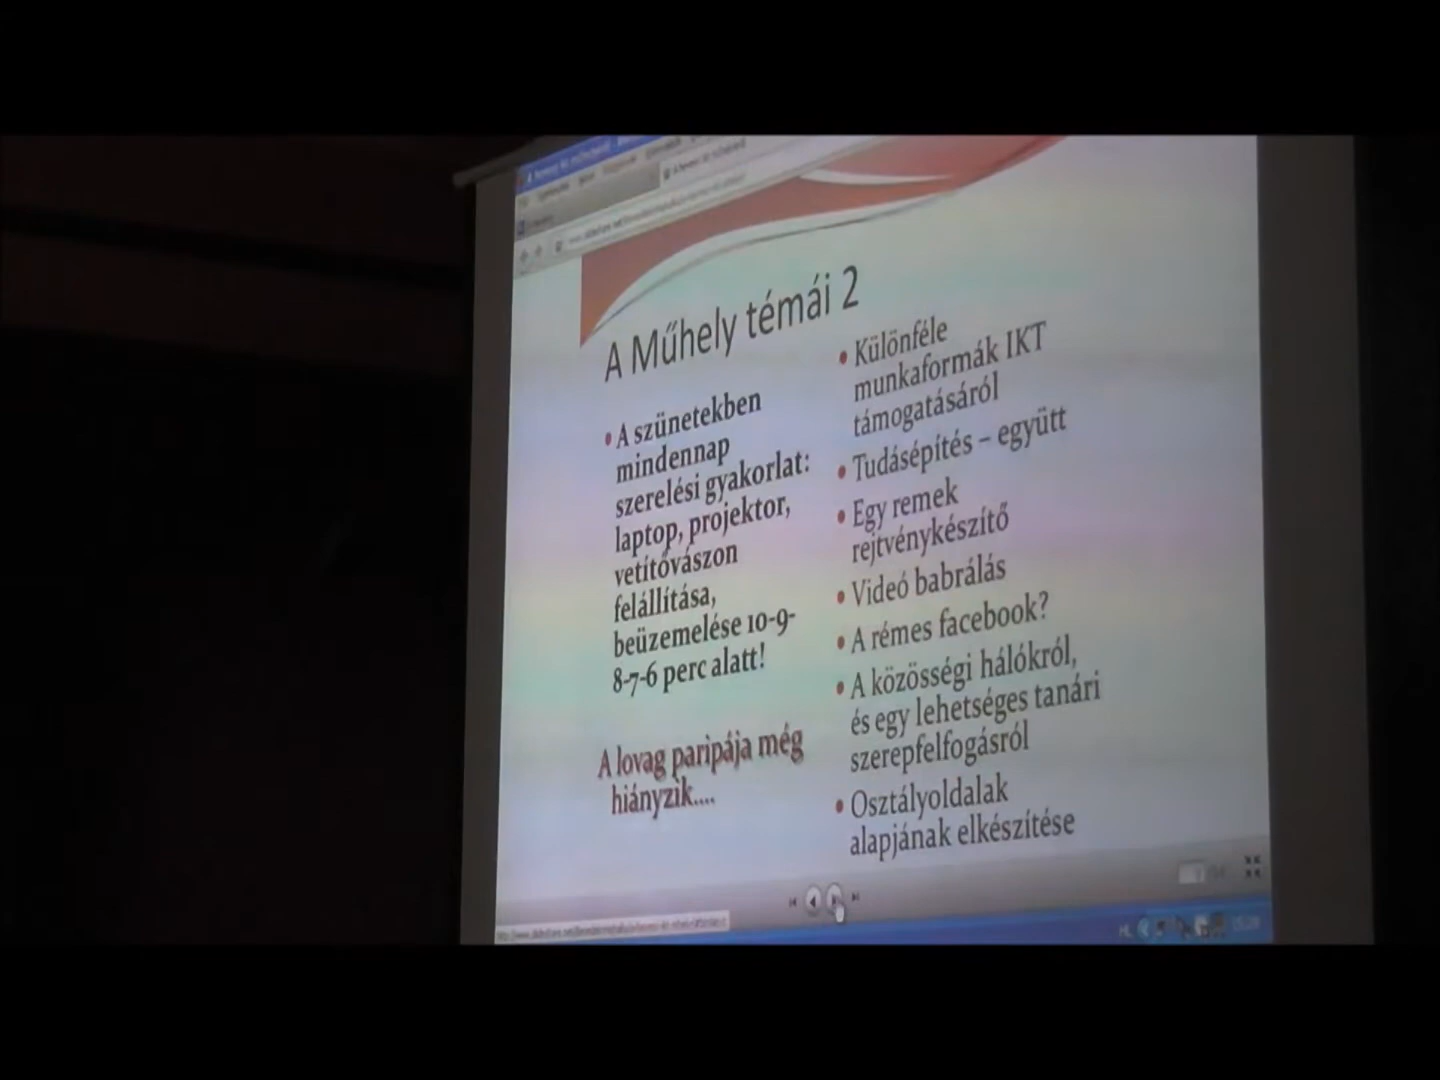 A Műhely témái 2
• A szünetekben
mindennap
szerelési gyakorlat:
laptop, projektor,
vetítővászon
felállítása,
beüzemelése 10-9-
8-7-6 perc alatt!
A lovag paripája még
hiányzik....
• Különféle
munkaformák IKT
támogatásáról
• Tudásépítés – együtt
• Egy remek
rejtvénykészítő
• Videó babrálás
• A rémes facebook?
• A közösségi hálókról,
és egy lehetséges tanári
szerepfelfogásról
• Osztályoldalak
alapjának elkészítése